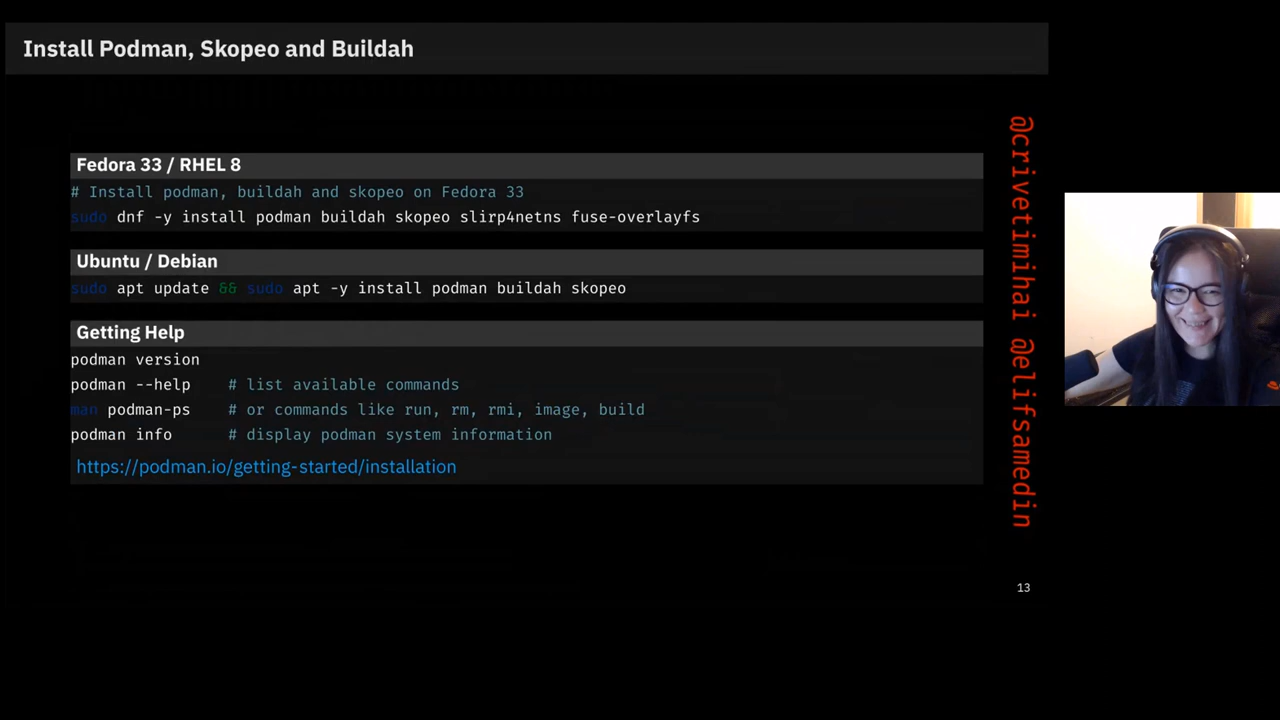 Install Podman, Skopeo and Buildah
Fedora 33 / RHEL 8
# Install podman, buildah and skopeo on Fedora 33
sudo dnf -y install podman buildah skopeo slirp4netns fuse-overlayfs
Ubuntu / Debian
sudo apt update && sudo apt -y install podman buildah skopeo
Getting Help
podman version
podman --help # list available commands
man podman-ps # or commands like run, rm, rmi, image, build
podman info # display podman system information
https://podman.io/getting-started/installation
@crivetimihai @elifsamedin
13